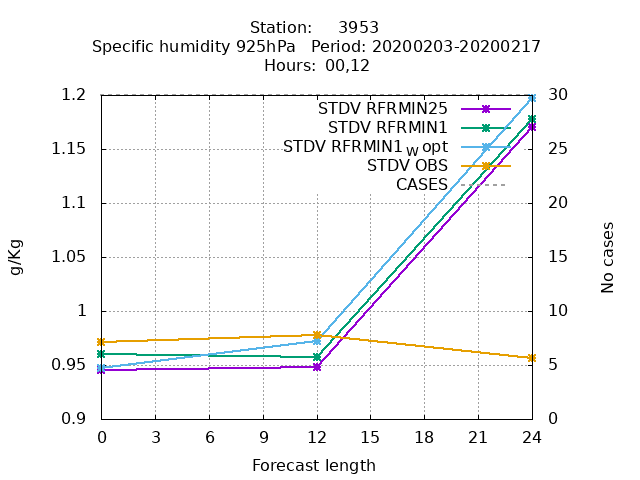 Station: 3953
Specific humidity 925hPa Period: 20200203-20200217
Hours: 00,12
STDV RFRMIN25
STDV RFRMIN1
STDV RFRMIN1_W opt
STDV OBS
CASES
1.2
1.15
1.1
1.05
1
0.95
0.9
30
25
20
15
10
5
0
g/Kg
No cases
0 3 6 9 12 15 18 21 24
Forecast length